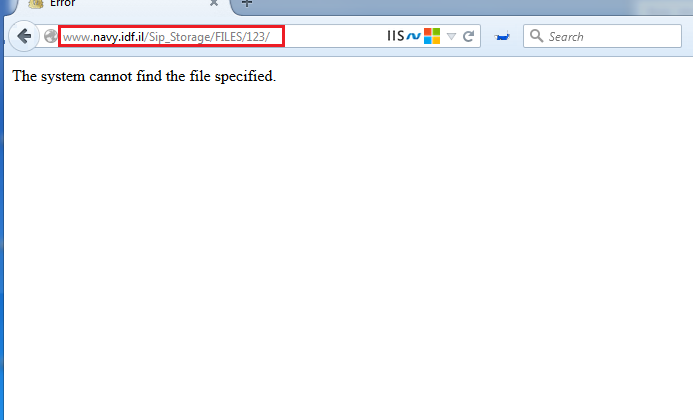 Error
www.navy.idf.il/Sip_Storage/FILES/123/
IIS
Search
The system cannot find the file specified.